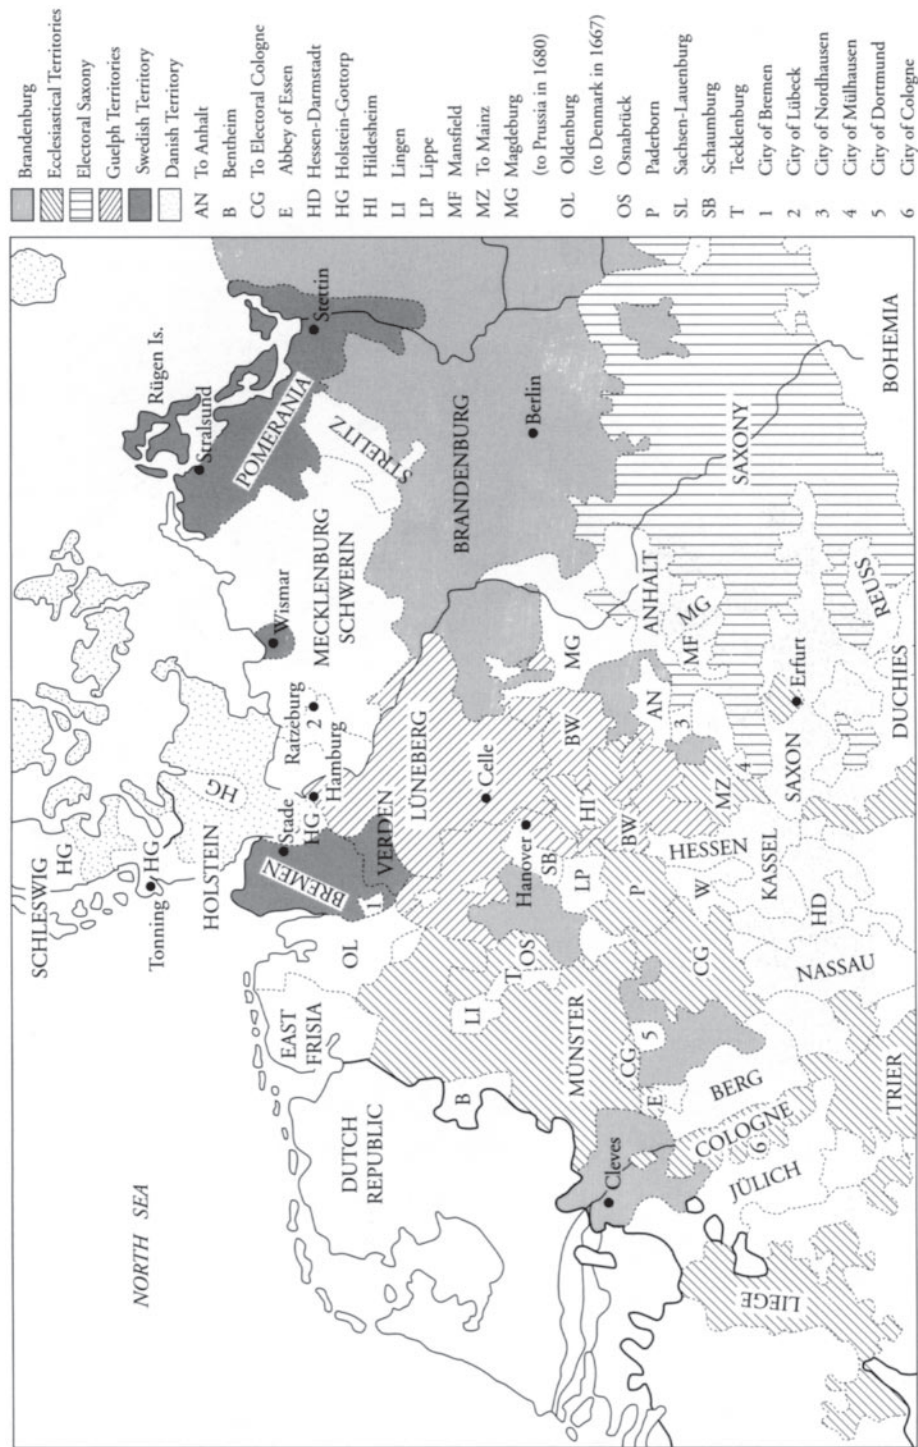 Brandenburg
Ecclesiastical Territories
Electoral Saxony
Guelph Territories
Swedish Territory
Danish Territory
AN To Anhalt
B Bentheim
CG To Electoral Cologne
E Abbey of Essen
HD Hessen-Darmstadt
HG Holstein-Gottorp
HI Hildesheim
LI Lingen
LP Lippe
MF Mansfield
MZ To Mainz
MG Magdeburg
(to Prussia in 1680)
OL Oldenburg
(to Denmark in 1667)
OS Osnabrück
P Paderborn
SL Sachsen-Lauenburg
SB Schaumburg
T Tecklenburg
1 City of Bremen
2 City of Lübeck
3 City of Nordhausen
4 City of Mülhausen
5 City of Dortmund
6 City of Cologne
NORTH SEA
SCHLESWIG
HG
Tonning
HG
HOLSTEIN
HG
Rügen Is.
Stralsund
POMERANIA
Stettin
Wismar
Ratzeburg
2
MECKLENBURG
SCHWERIN
STRELITZ
Stade
HG
Hamburg
BREMEN
1
VERDEN
EAST
FRISIA
OL
DUTCH
REPUBLIC
LÜNEBERG
BRANDENBURG
Berlin
Celle
B
LI
T
OS
Hanover
SB
BW
MG
MÜNSTER
LP
HI
BW
Cleves
CG
5
E
P
AN
ANHALT
CG
W
HESSEN
KASSEL
MZ
3
4
MF
MG
SAXONY
BERG
COLOGNE
6
JÜLICH
LIEGE
NASSAU
HD
SAXON
DUCHIES
Erfurt
REUSS
TRIER
BOHEMIA